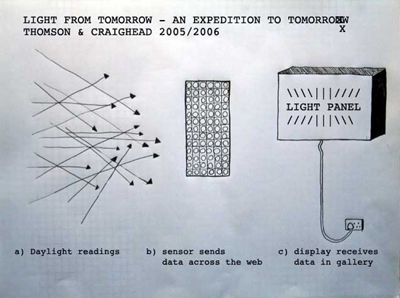 LIGHT FROM TOMORROW - AN EXPEDITION TO TOMORROW
X
THOMSON & CRAIGHEAD 2005/2006
LIGHT PANEL
a) Daylight readings
b) sensor sends
data across the web
c) display receives
data in gallery